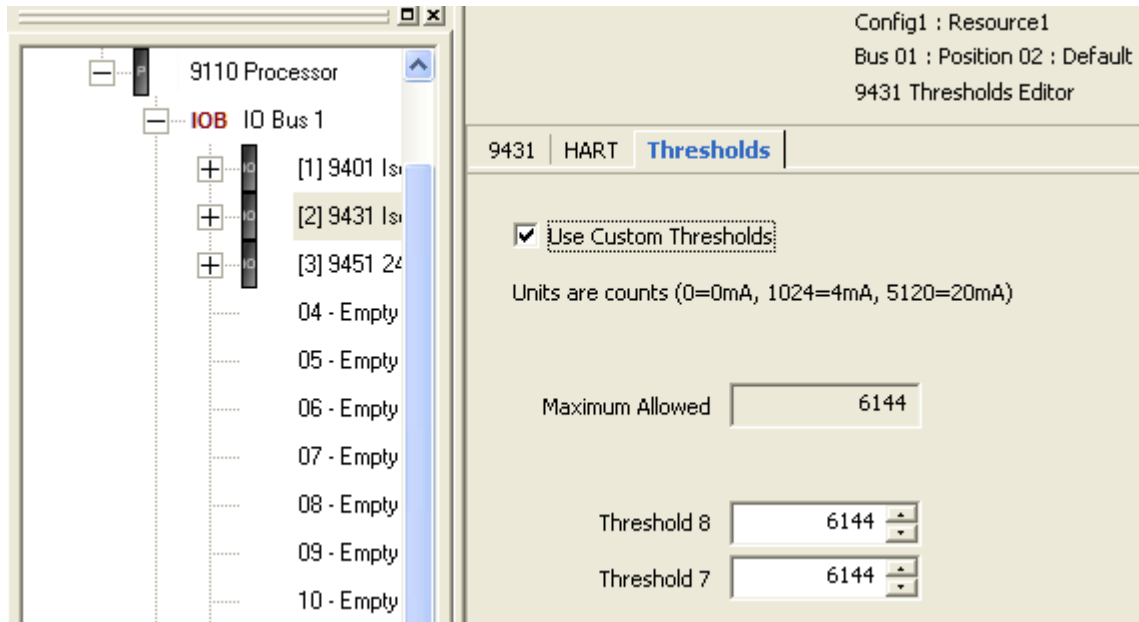 9110 Processor
IOB IO Bus 1
[1] 9401 Is
[2] 9431 Is
[3] 9451 24
04 - Empty
05 - Empty
06 - Empty
07 - Empty
08 - Empty
09 - Empty
10 - Empty
Config1 : Resource1
Bus 01 : Position 02 : Default
9431 Thresholds Editor
9431 HART Thresholds
Use Custom Thresholds
Units are counts (0=0mA, 1024=4mA, 5120=20mA)
Maximum Allowed 6144
Threshold 8 6144
Threshold 7 6144